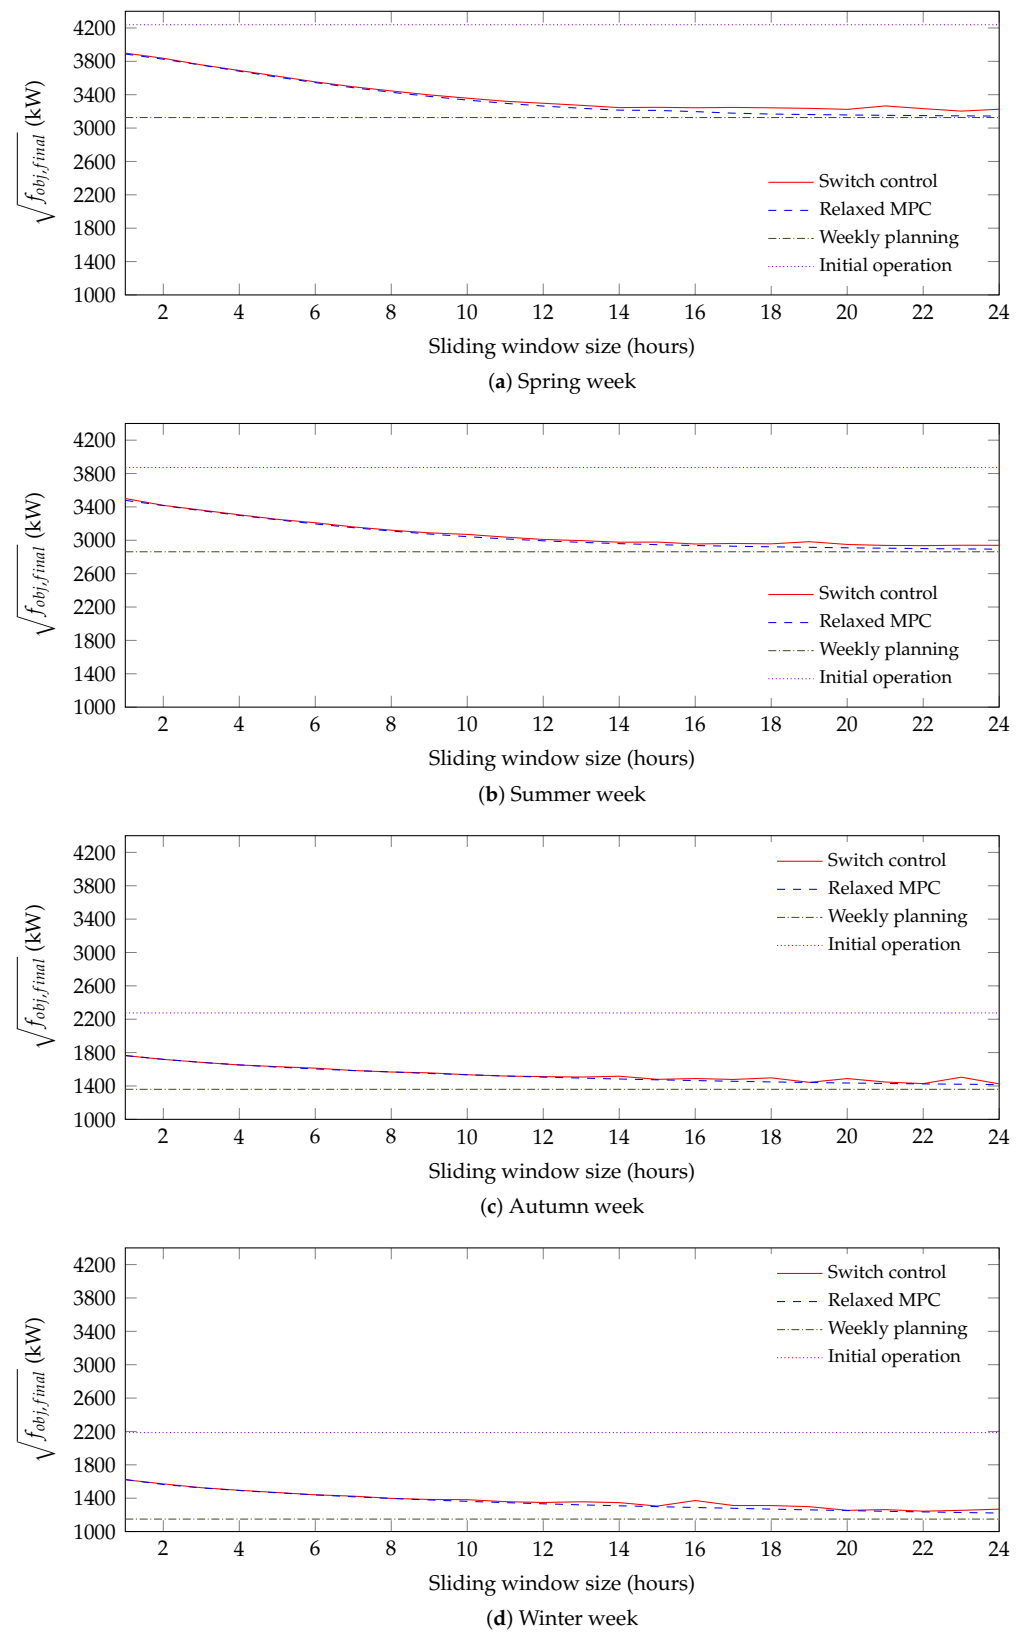 4200
3800
3400
3000
2600
2200
1800
1400
1000
√f_obj,final (kW)
Switch control
Relaxed MPC
Weekly planning
Initial operation
2 4 6 8 10 12 14 16 18 20 22 24
Sliding window size (hours)
(a) Spring week
4200
3800
3400
3000
2600
2200
1800
1400
1000
√f_obj,final (kW)
Switch control
Relaxed MPC
Weekly planning
Initial operation
2 4 6 8 10 12 14 16 18 20 22 24
Sliding window size (hours)
(b) Summer week
4200
3800
3400
3000
2600
2200
1800
1400
1000
√f_obj,final (kW)
Switch control
Relaxed MPC
Weekly planning
Initial operation
2 4 6 8 10 12 14 16 18 20 22 24
Sliding window size (hours)
(c) Autumn week
4200
3800
3400
3000
2600
2200
1800
1400
1000
√f_obj,final (kW)
Switch control
Relaxed MPC
Weekly planning
Initial operation
2 4 6 8 10 12 14 16 18 20 22 24
Sliding window size (hours)
(d) Winter week